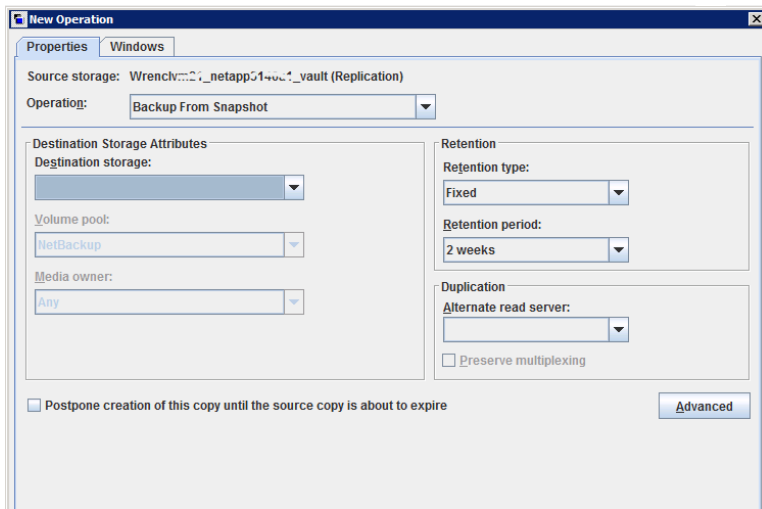 New Operation
Properties Windows
Source storage: (Replication)
Operation: Backup From Snapshot
Destination Storage Attributes
Destination storage:
Volume pool:
NetBackup
Media owner:
Any
Retention
Retention type:
Fixed
Retention period:
2 weeks
Duplication
Alternate read server:
Preserve multiplexing
Postpone creation of this copy until the source copy is about to expire
Advanced